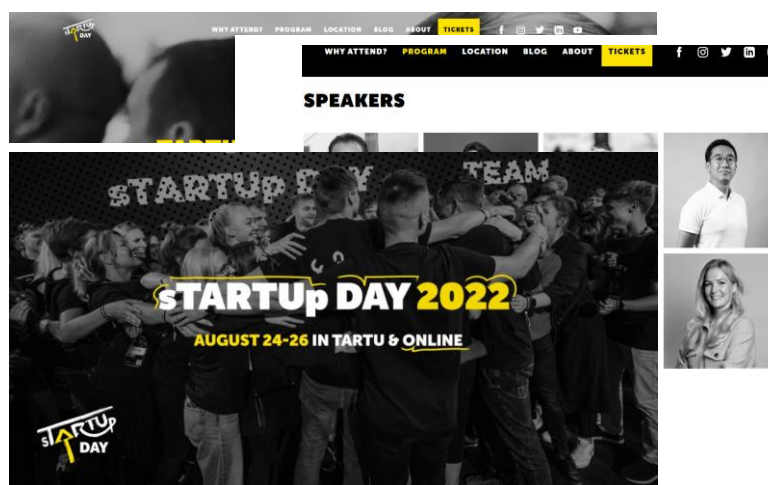 sTARTUp
DAY
WHY ATTEND? PROGRAM LOCATION BLOG ABOUT TICKETS
WHY ATTEND? PROGRAM LOCATION BLOG ABOUT TICKETS
SPEAKERS
sTARTUp DAY TEAM
sTARTUp DAY 2022
AUGUST 24-26 IN TARTU & ONLINE
sTARTUp
DAY